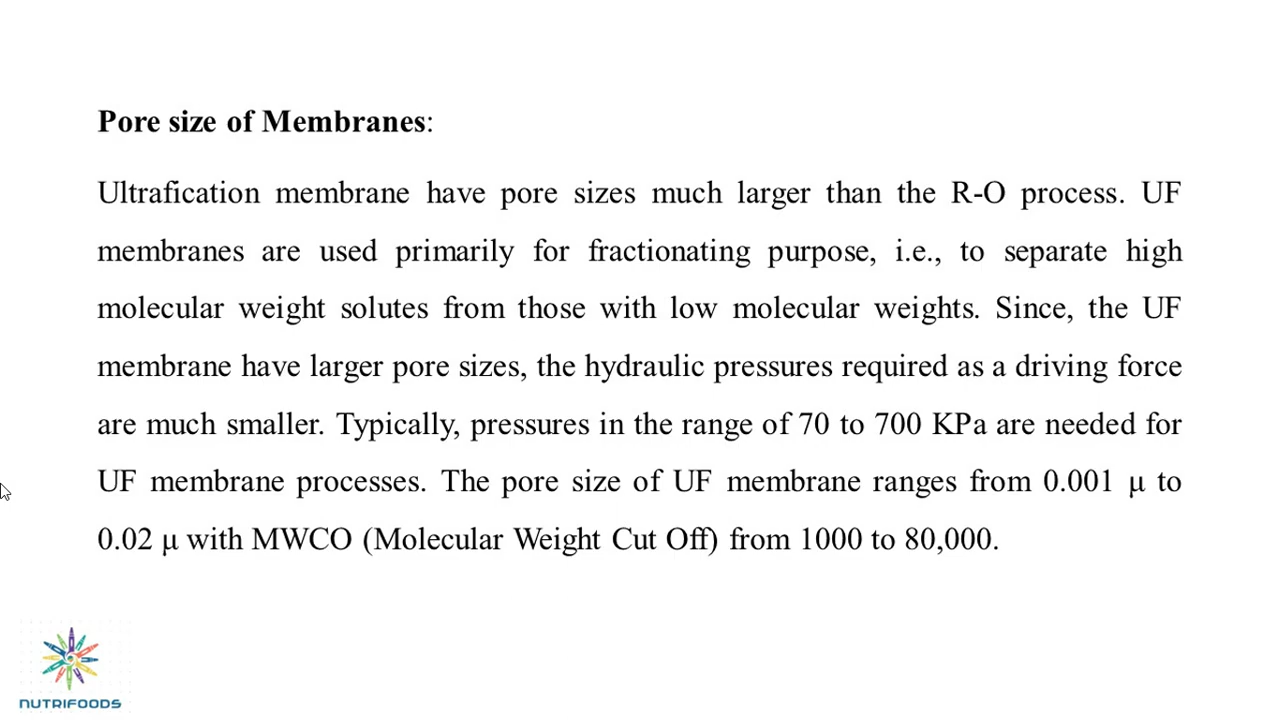 Pore size of Membranes:
Ultrafication membrane have pore sizes much larger than the R-O process. UF
membranes are used primarily for fractionating purpose, i.e., to separate high
molecular weight solutes from those with low molecular weights. Since, the UF
membrane have larger pore sizes, the hydraulic pressures required as a driving force
are much smaller. Typically, pressures in the range of 70 to 700 KPa are needed for
UF membrane processes. The pore size of UF membrane ranges from 0.001 μ to
0.02 μ with MWCO (Molecular Weight Cut Off) from 1000 to 80,000.
NUTRIFOODS